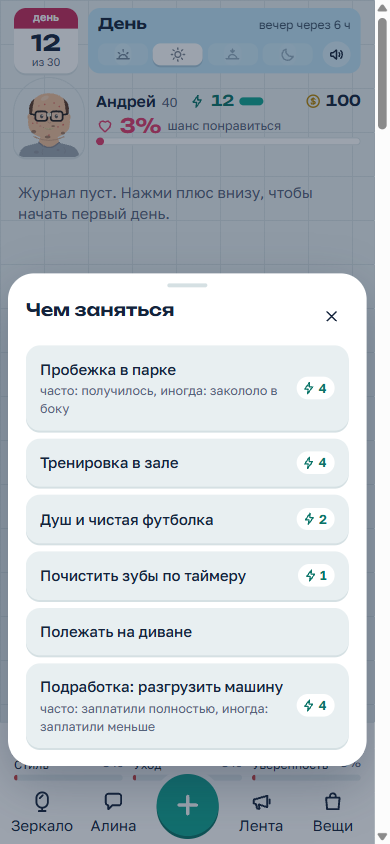 день
День
вечер через 6 ч
12
из 30
Андрей 40 12 100
3% шанс понравиться
Журнал пуст. Нажми плюс внизу, чтобы
начать первый день.
Чем заняться
Пробежка в парке
часто: получилось, иногда: закололо в
боку
4
Тренировка в зале
4
Душ и чистая футболка
2
Почистить зубы по таймеру
1
Полежать на диване
Подработка: разгрузить машину
часто: заплатили полностью, иногда:
заплатили меньше
4
Стиль Уход Уверенность
Зеркало Алина Лента Вещи